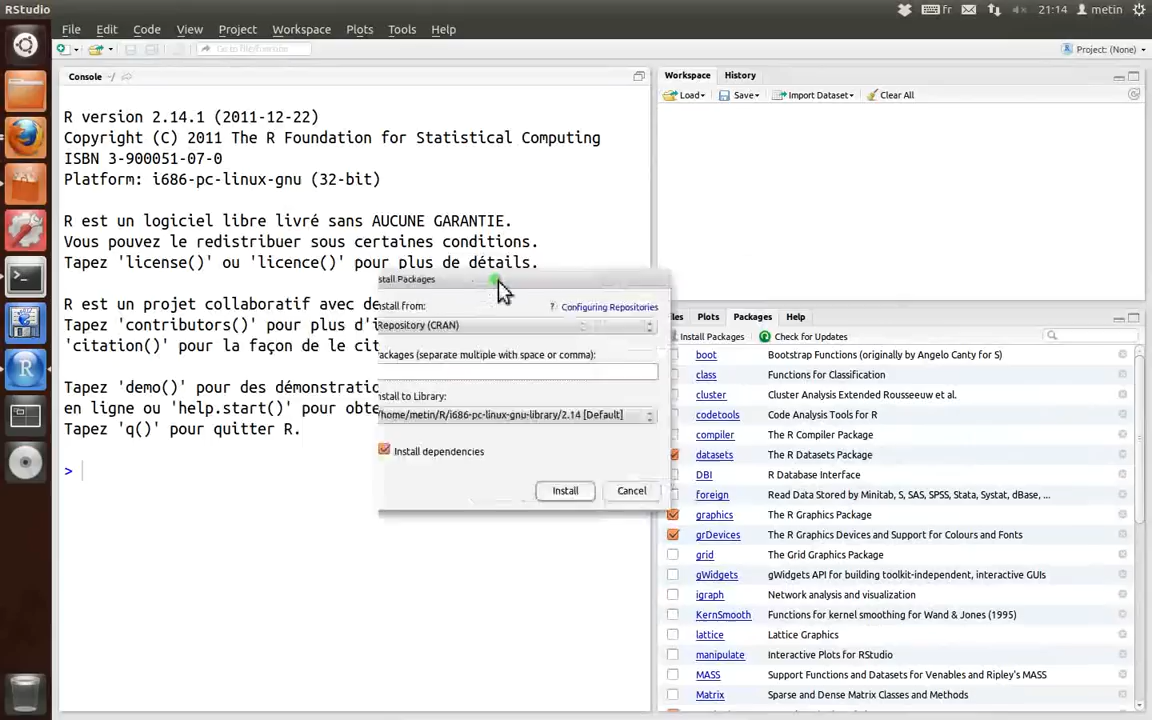 RStudio
fr
21:14
metin
File Edit Code View Project Workspace Plots Tools Help
Go to file/function
Project: (None)
Console ~/
R version 2.14.1 (2011-12-22)
Copyright (C) 2011 The R Foundation for Statistical Computing
ISBN 3-900051-07-0
Platform: i686-pc-linux-gnu (32-bit)
R est un logiciel libre livré sans AUCUNE GARANTIE.
Vous pouvez le redistribuer sous certaines conditions.
Tapez 'license()' ou 'licence()' pour plus de détails.
R est un projet collaboratif avec de
Tapez 'contributors()' pour plus d'i
'citation()' pour la façon de le cit
Tapez 'demo()' pour des démonstratio
en ligne ou 'help.start()' pour obte
Tapez 'q()' pour quitter R.
>
stall Packages
nstall from:
? Configuring Repositories
Repository (CRAN)
ackages (separate multiple with space or comma):
nstall to Library:
/home/metin/R/i686-pc-linux-gnu-library/2.14 [Default]
Install dependencies
Install Cancel
Workspace History
Load Save Import Dataset Clear All
les Plots Packages Help
Install Packages Check for Updates
boot Bootstrap Functions (originally by Angelo Canty for S)
class Functions for Classification
cluster Cluster Analysis Extended Rousseeuw et al.
codetools Code Analysis Tools for R
compiler The R Compiler Package
datasets The R Datasets Package
DBI R Database Interface
foreign Read Data Stored by Minitab, S, SAS, SPSS, Stata, Systat, dBase, ...
graphics The R Graphics Package
grDevices The R Graphics Devices and Support for Colours and Fonts
grid The Grid Graphics Package
gWidgets gWidgets API for building toolkit-independent, interactive GUIs
igraph Network analysis and visualization
KernSmooth Functions for kernel smoothing for Wand & Jones (1995)
lattice Lattice Graphics
manipulate Interactive Plots for RStudio
MASS Support Functions and Datasets for Venables and Ripley's MASS
Matrix Sparse and Dense Matrix Classes and Methods